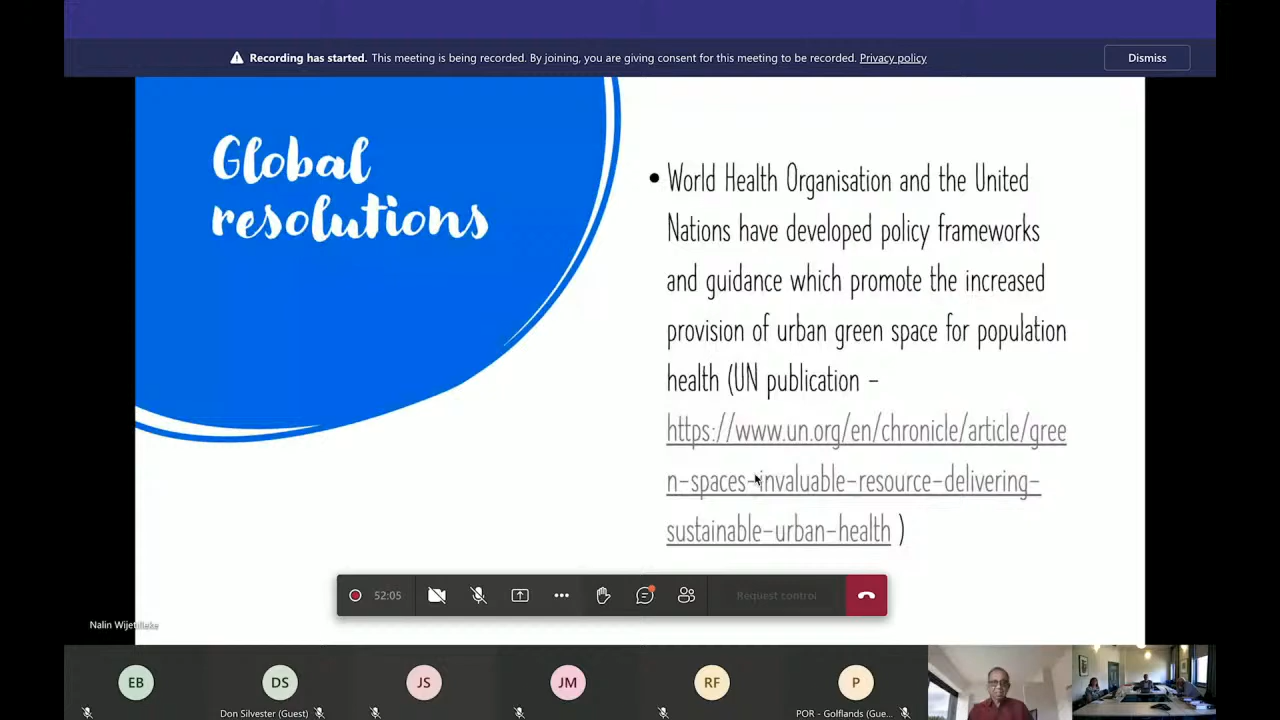 Recording has started. This meeting is being recorded. By joining, you are giving consent for this meeting to be recorded. Privacy policy
Dismiss
Global
resolutions
• World Health Organisation and the United
Nations have developed policy frameworks
and guidance which promote the increased
provision of urban green space for population
health (UN publication –
https://www.un.org/en/chronicle/article/gree
n-spaces-invaluable-resource-delivering-
sustainable-urban-health )
52:05
Request control
Nalin Wijetilleke
EB
DS
JS
JM
RF
P
Don Silvester (Guest)
POR - Golflands (Gue...